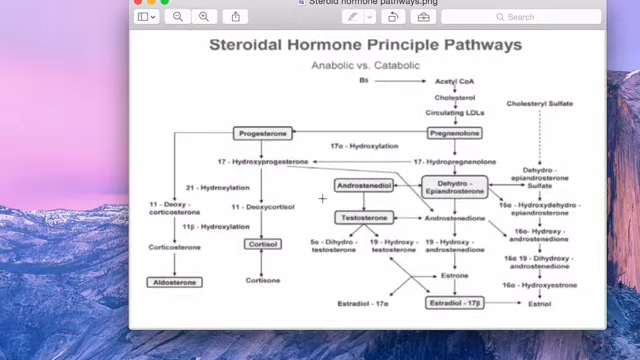 Steroid hormone pathways.png
Search
Steroidal Hormone Principle Pathways
Anabolic vs. Catabolic
B5
Acetyl CoA
Cholesterol
Circulating LDLs
Cholesteryl Sulfate
Progesterone
Pregnenolone
17α - Hydroxylation
17 - Hydroxyprogesterone
17- Hydropregnenolone
Dehydro -
epiandrosterone
Sulfate
21 - Hydroxylation
Androstenediol
Dehydro -
Epiandrosterone
11 - Deoxy -
corticosterone
11 - Deoxycortisol
16α - Hydroxydehydro -
epiandrosterone
Testosterone
Androstenedione
11β - Hydroxylation
16α- Hydroxy-
androstenedione
Corticosterone
Cortisol
5α - Dihydro -
testosterone
19 - Hydroxy -
testosterone
19 - Hydroxy -
androstenedione
16α 19 - Dihydroxy-
androstenedione
Aldosterone
Cortisone
Estrone
16α - Hydroxyestrone
Estradiol - 17α
Estradiol - 17β
Estriol